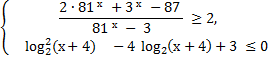 { (2 · 81^x + 3^x − 87) / (81^x − 3) ≥ 2,
log₂²(x+4) − 4 log₂(x+4) + 3 ≤ 0